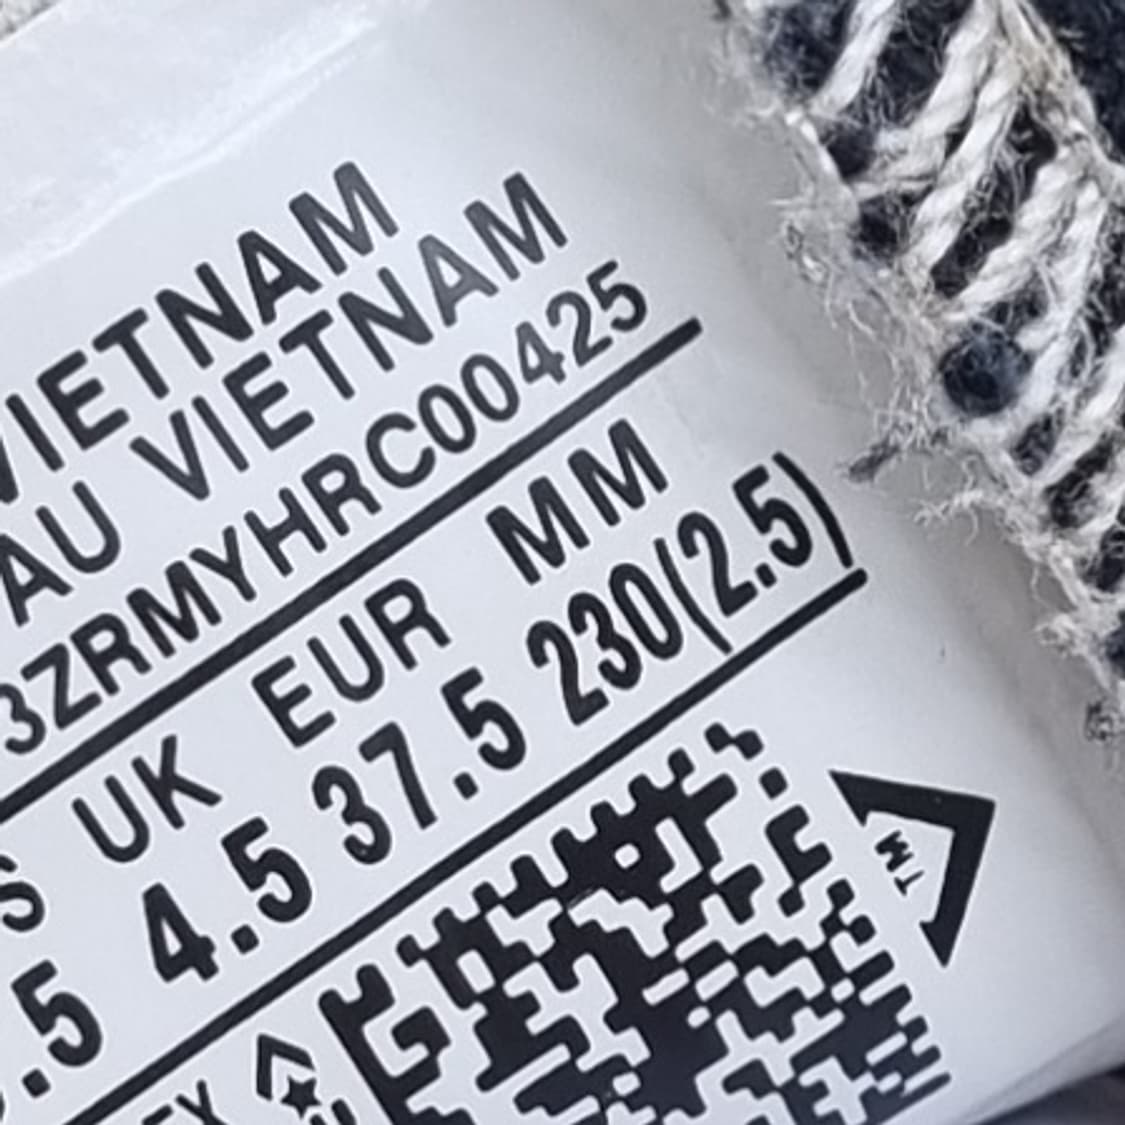 VIETNAM
AU VIETNAM
3ZRMYHRC00425
S UK EUR MM
.5 4.5 37.5 230(2.5)
TM